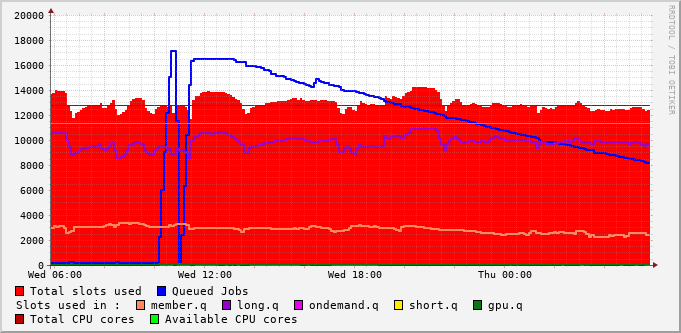 20000
18000
16000
14000
12000
10000
8000
6000
4000
2000
0
Wed 06:00 Wed 12:00 Wed 18:00 Thu 00:00
RRDTOOL / TOBI OETIKER
Total slots used Queued Jobs
Slots used in : member.q long.q ondemand.q short.q gpu.q
Total CPU cores Available CPU cores